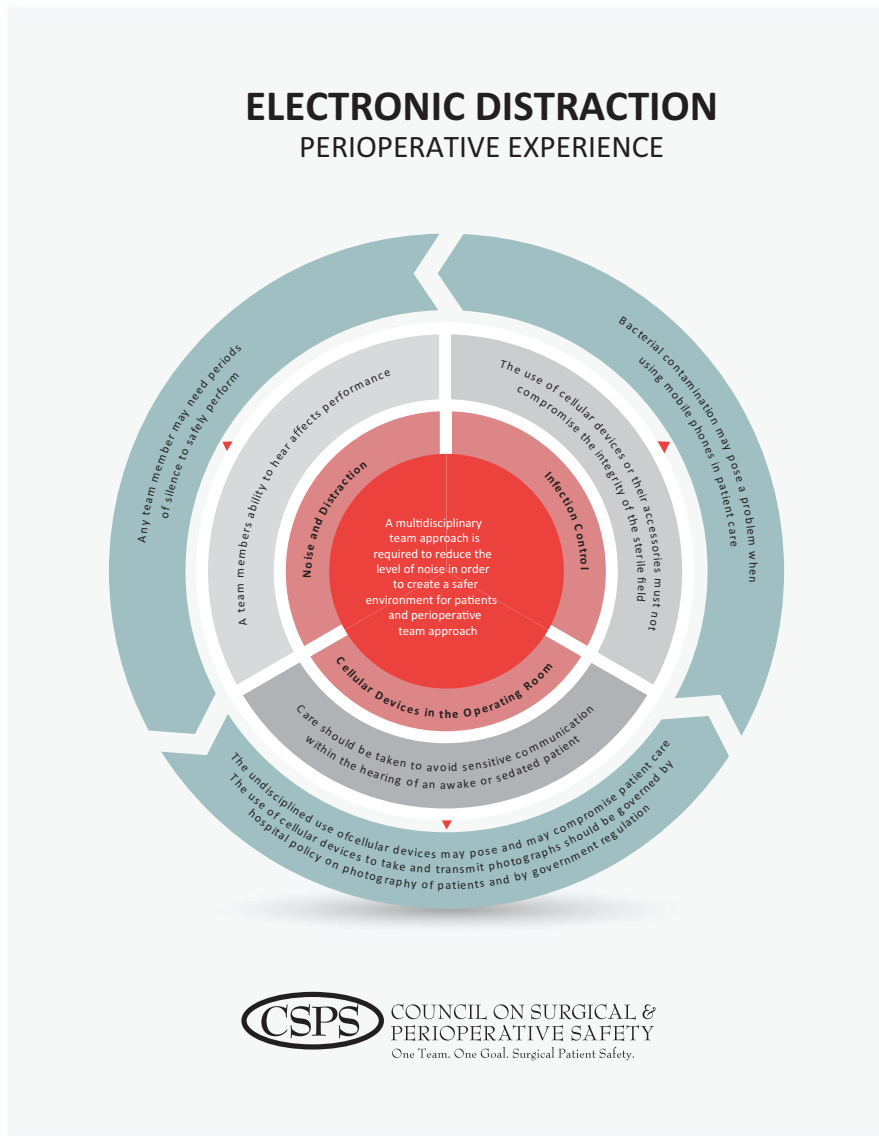 ELECTRONIC DISTRACTION
PERIOPERATIVE EXPERIENCE
Any team member may need periods
of silence to safely perform
A team members ability to hear affects performance
Noise and Distraction
Bacterial contamination may pose a problem when
using mobile phones in patient care
The use of cellular devices or their accessories must not
compromise the integrity of the sterile field
Infection Control
A multidisciplinary
team approach is
required to reduce the
level of noise in order
to create a safer
environment for patients
and perioperative
team approach
Cellular Devices in the Operating Room
Care should be taken to avoid sensitive communication
within the hearing of an awake or sedated patient
The undisciplined use ofcellular devices may pose and may compromise patient care
The use of cellular devices to take and transmit photographs should be governed by
hospital policy on photography of patients and by government regulation
CSPS
COUNCIL ON SURGICAL &
PERIOPERATIVE SAFETY
One Team. One Goal. Surgical Patient Safety.